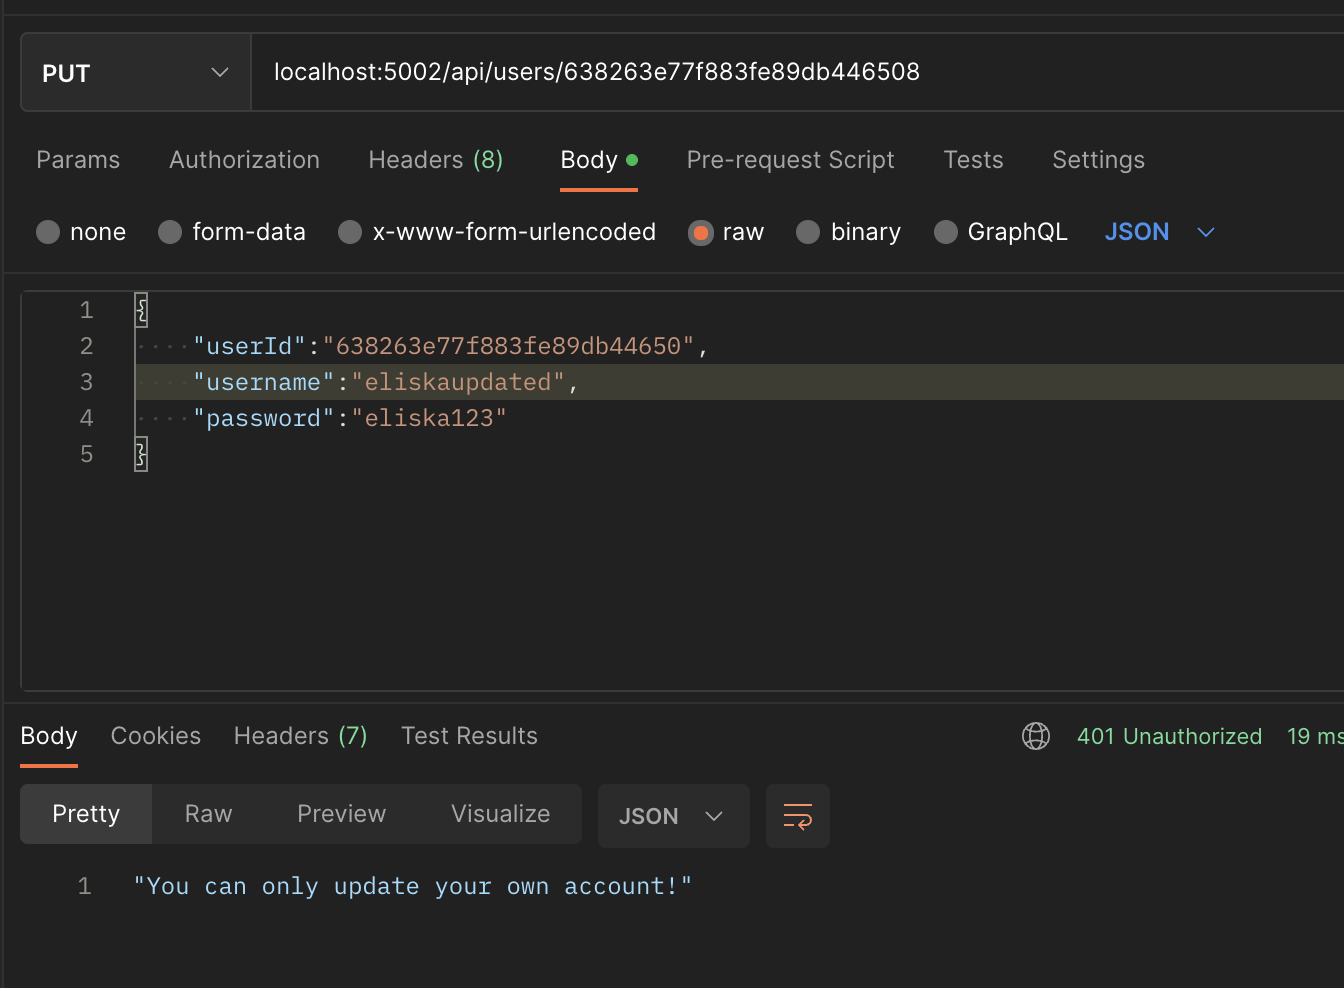 PUT localhost:5002/api/users/638263e77f883fe89db446508
Params Authorization Headers (8) Body Pre-request Script Tests Settings
none form-data x-www-form-urlencoded raw binary GraphQL JSON
1 {
2 "userId":"638263e77f883fe89db44650",
3 "username":"eliskaupdated",
4 "password":"eliska123"
5 }
Body Cookies Headers (7) Test Results 401 Unauthorized 19 ms
Pretty Raw Preview Visualize JSON
1 "You can only update your own account!"